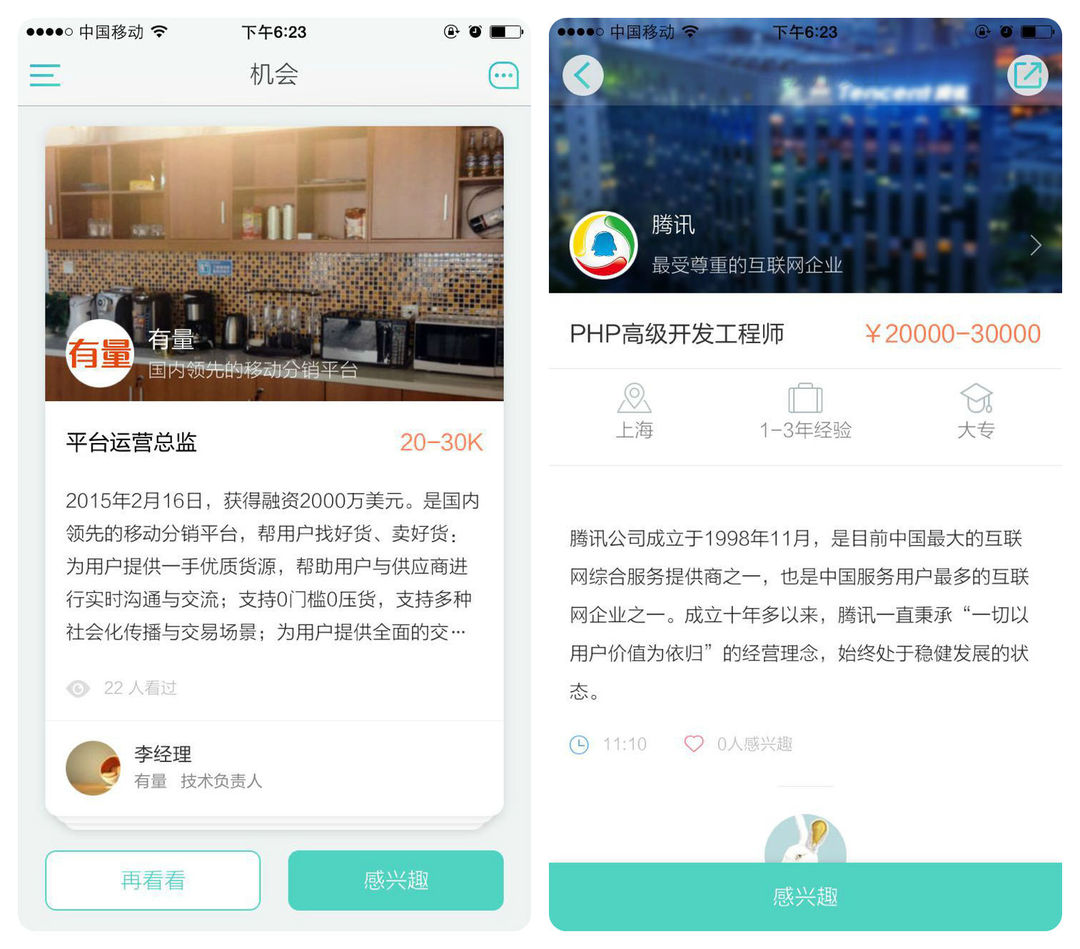 中国移动
下午6:23
机会
有量
有量
国内领先的移动分销平台
平台运营总监
20-30K
2015年2月16日，获得融资2000万美元。是国内
领先的移动分销平台，帮用户找好货、卖好货：
为用户提供一手优质货源，帮助用户与供应商进
行实时沟通与交流；支持0门槛0压货，支持多种
社会化传播与交易场景；为用户提供全面的交…
22 人看过
李经理
有量 技术负责人
再看看
感兴趣
中国移动
下午6:23
Tencent
腾讯
最受尊重的互联网企业
PHP高级开发工程师
￥20000-30000
上海
1-3年经验
大专
腾讯公司成立于1998年11月，是目前中国最大的互联
网综合服务提供商之一，也是中国服务用户最多的互联
网企业之一。成立十年多以来，腾讯一直秉承“一切以
用户价值为依归”的经营理念，始终处于稳健发展的状
态。
11:10
0人感兴趣
感兴趣